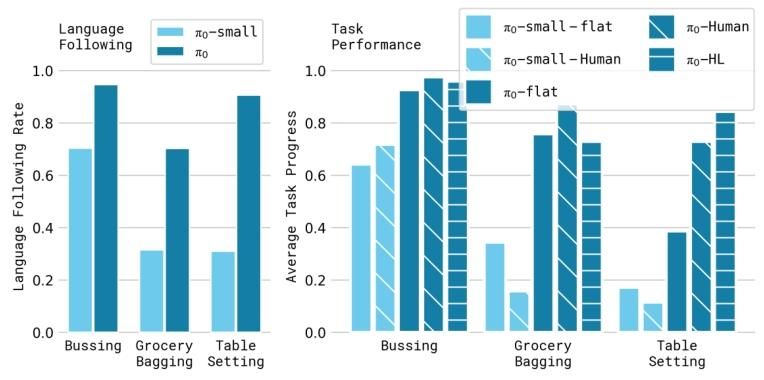 Language
Following
π₀-small
π₀
Language Following Rate
1.0
0.8
0.6
0.4
0.2
0.0
Bussing
Grocery
Bagging
Table
Setting
Task
Performance
π₀-small-flat
π₀-small-Human
π₀-flat
π₀-Human
π₀-HL
Average Task Progress
1.0
0.8
0.6
0.4
0.2
0.0
Bussing
Grocery
Bagging
Table
Setting